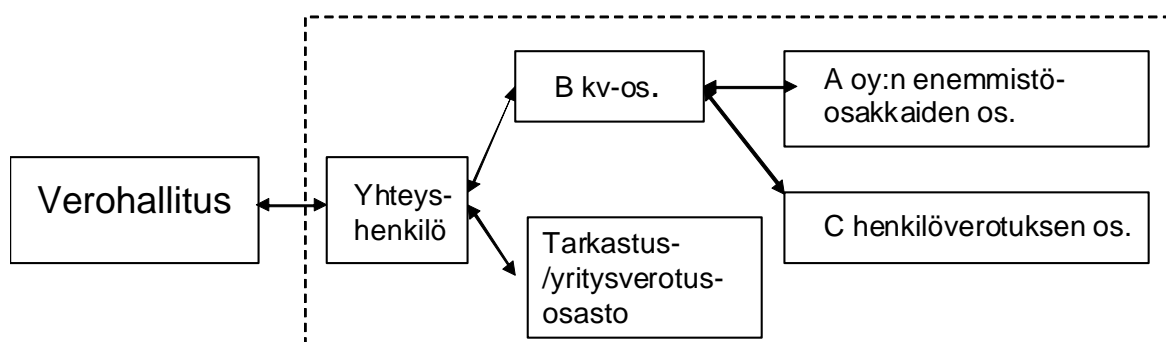 Verohallitus
Yhteys-
henkilö
B kv-os.
Tarkastus-
/yritysverotus-
osasto
A oy:n enemmistö-
osakkaiden os.
C henkilöverotuksen os.